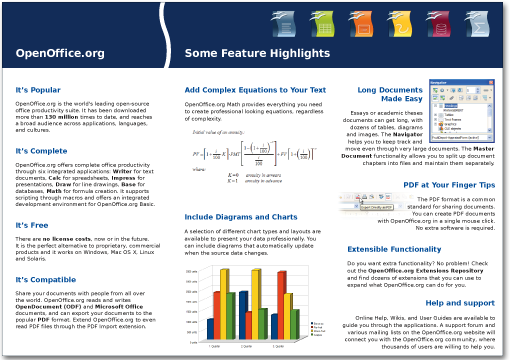 OpenOffice.org
Some Feature Highlights
It's Popular
OpenOffice.org is the world's leading open-source
office productivity suite. It has been downloaded
more than 130 million times to date, and reaches
a broad audience across applications, languages,
and cultures.
It's Complete
OpenOffice.org offers complete office productivity
through six integrated applications: Writer for text
documents, Calc for spreadsheets, Impress for
presentations, Draw for line drawings, Base for
databases, Math for formula creation. It supports
scripting through macros and offers an integrated
development environment for OpenOffice.org Basic.
It's Free
There are no license costs, now or in the future.
It is the perfect alternative to proprietary, commercial
products and it works on Windows, Mac OS X, Linux
and Solaris.
It's Compatible
Share your documents with people from all over
the world. OpenOffice.org reads and writes
OpenDocument (ODF) and Microsoft Office
documents, and can export your documents to the
popular PDF format. Extend OpenOffice.org to even
read PDF files through the PDF Import extension.
Add Complex Equations to Your Text
OpenOffice.org Math provides everything you need
to create professional looking equations, regardless
of complexity.
Initial value of an annuity:
where:
K=0 annuity in arrears
K=1 annuity in advance
Include Diagrams and Charts
A selection of different chart types and layouts are
available to present your data professionally. You
can include diagrams that automatically update
when the source data changes.
Long Documents
Made Easy
Essays or academic theses
documents can get long, with
dozens of tables, diagrams
and images. The Navigator
helps you to keep track and
move even through very large documents. The Master
Document functionality allows you to split up document
chapters into files and maintain them separately
Navigator
PDF at Your Finger Tips
The PDF format is a common
standard for sharing documents.
You can create PDF documents
with OpenOffice.org in a single mouse click.
No extra software is required.
Extensible Functionality
Do you want extra functionality? No problem! Check
out the OpenOffice.org Extensions Repository
and find dozens of extensions that you can use to
expand what OpenOffice.org can do for you.
Help and support
Online Help, Wikis, and User Guides are available to
guide you through the applications. A support forum and
various mailing lists on the OpenOffice.org website will
connect you with the OpenOffice.org community, where
thousands of users are willing to help you.